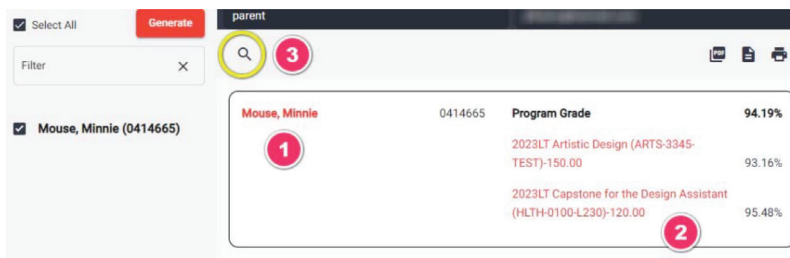 Select All
Generate
Filter
Mouse, Minnie (0414665)
parent
3
PDF
Mouse, Minnie 0414665 Program Grade 94.19%
1
2023LT Artistic Design (ARTS-3345-
TEST)-150.00 93.16%
2023LT Capstone for the Design Assistant
(HLTH-0100-L230)-120.00 95.48%
2